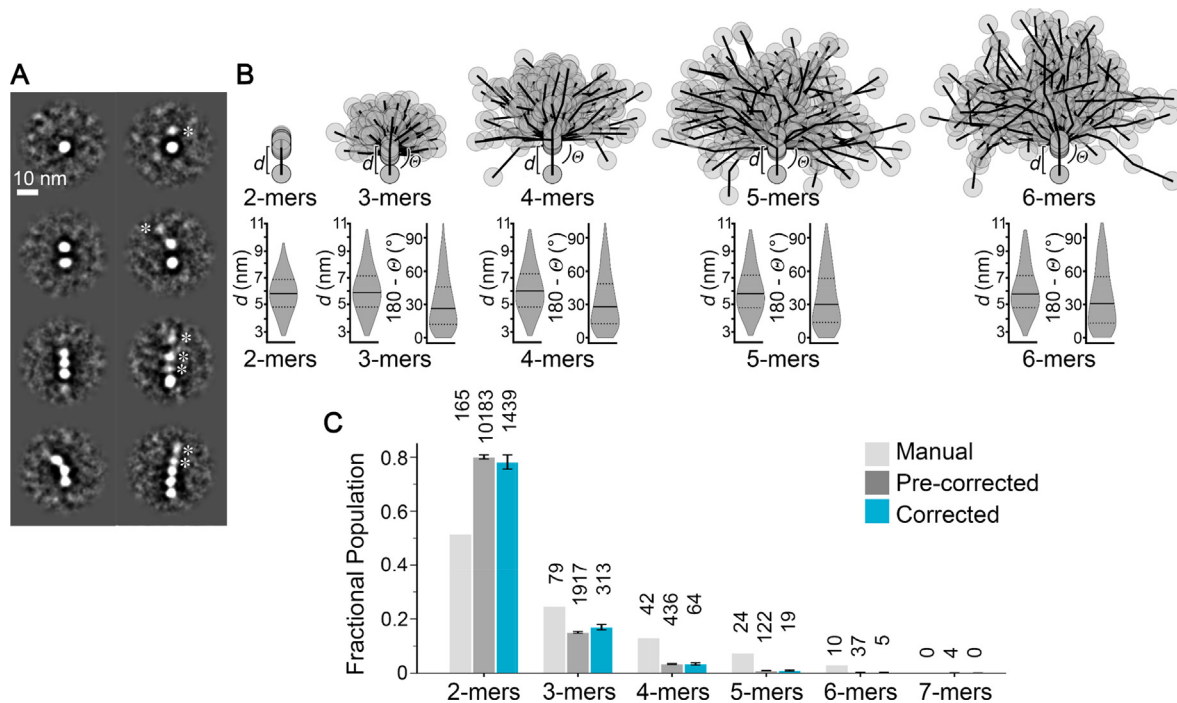 A
10 nm
*
*
*
*
*
*
*
B
d
2-mers
d
Θ
3-mers
d
Θ
4-mers
d
Θ
5-mers
d
Θ
6-mers
11
9
7
5
3
d (nm)
2-mers
11
9
7
5
3
d (nm)
90
60
30
0
180 - Θ (°)
3-mers
11
9
7
5
3
d (nm)
90
60
30
0
180 - Θ (°)
4-mers
11
9
7
5
3
d (nm)
90
60
30
0
180 - Θ (°)
5-mers
11
9
7
5
3
d (nm)
90
60
30
0
180 - Θ (°)
6-mers
C
Fractional Population
0.8
0.4
0.2
0
165
10183
1439
79
1917
313
42
436
64
24
122
19
10
37
5
0
4
0
2-mers
3-mers
4-mers
5-mers
6-mers
7-mers
Manual
Pre-corrected
Corrected